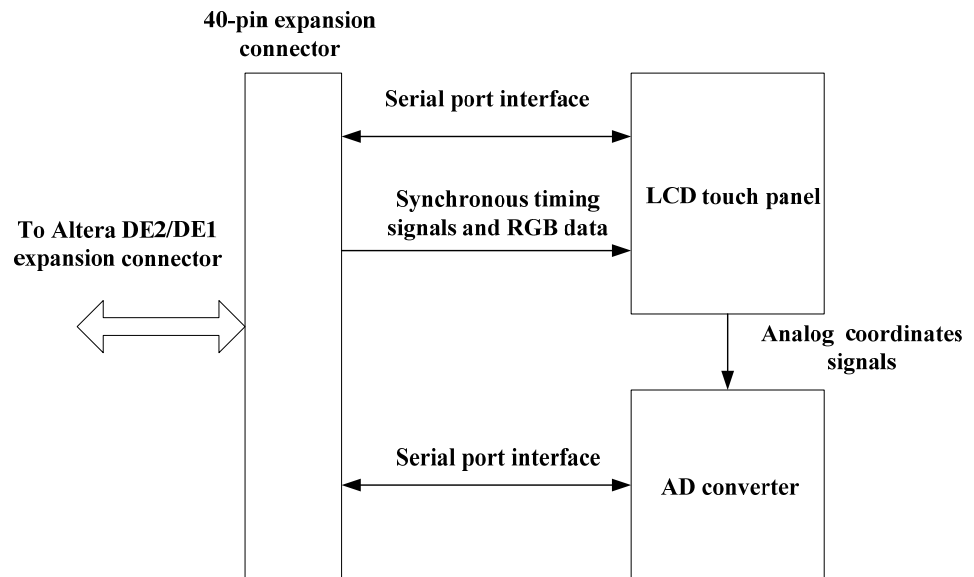 40-pin expansion
connector
Serial port interface
LCD touch panel
Synchronous timing
signals and RGB data
To Altera DE2/DE1
expansion connector
Analog coordinates
signals
Serial port interface
AD converter